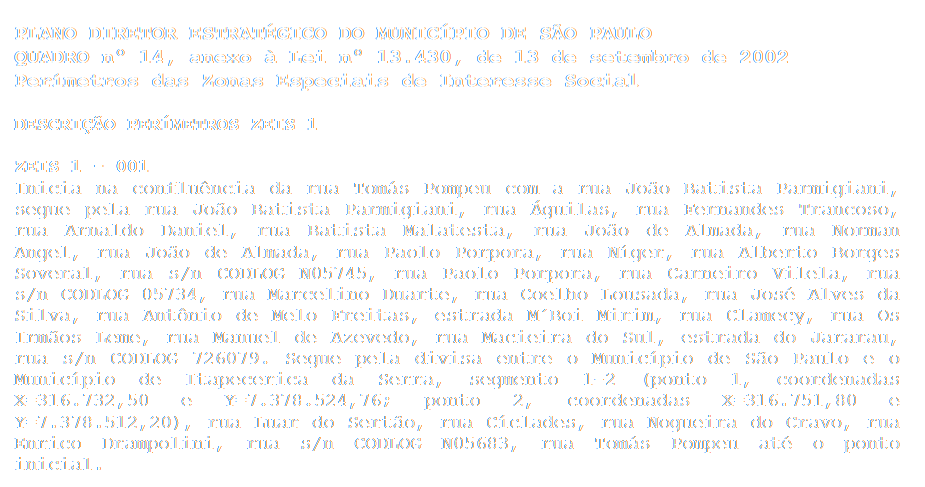 PLANO DIRETOR ESTRATÉGICO DO MUNICÍPIO DE SÃO PAULO
QUADRO nº 14, anexo à Lei nº 13.430, de 13 de setembro de 2002
Perímetros das Zonas Especiais de Interesse Social
DESCRIÇÃO PERÍMETROS ZEIS 1
ZEIS 1 - 001
Inicia na confluência da rua Tomás Pompeu com a rua João Batista Parmigiani,
segue pela rua João Batista Parmigiani, rua Águilas, rua Fernandes Trancoso,
rua Arnaldo Daniel, rua Batista Malatesta, rua João de Almada, rua Norman
Angel, rua João de Almada, rua Paolo Porpora, rua Níger, rua Alberto Borges
Soveral, rua s/n CODLOG N05745, rua Paolo Porpora, rua Carneiro Vilela, rua
s/n CODLOG 05734, rua Marcelino Duarte, rua Coelho Lousada, rua José Alves da
Silva, rua Antônio de Melo Freitas, estrada M´Boi Mirim, rua Clamecy, rua Os
Irmãos Leme, rua Manuel de Azevedo, rua Macieira do Sul, estrada do Jararau,
rua s/n CODLOG 726079. Segue pela divisa entre o Município de São Paulo e o
Município de Itapecerica da Serra, segmento 1-2 (ponto 1, coordenadas
X=316.732,50 e Y=7.378.524,76; ponto 2, coordenadas X=316.751,80 e
Y=7.378.512,20), rua Luar do Sertão, rua Cíclades, rua Nogueira do Cravo, rua
Eurico Drampolini, rua s/n CODLOG N05683, rua Tomás Pompeu até o ponto
inicial.